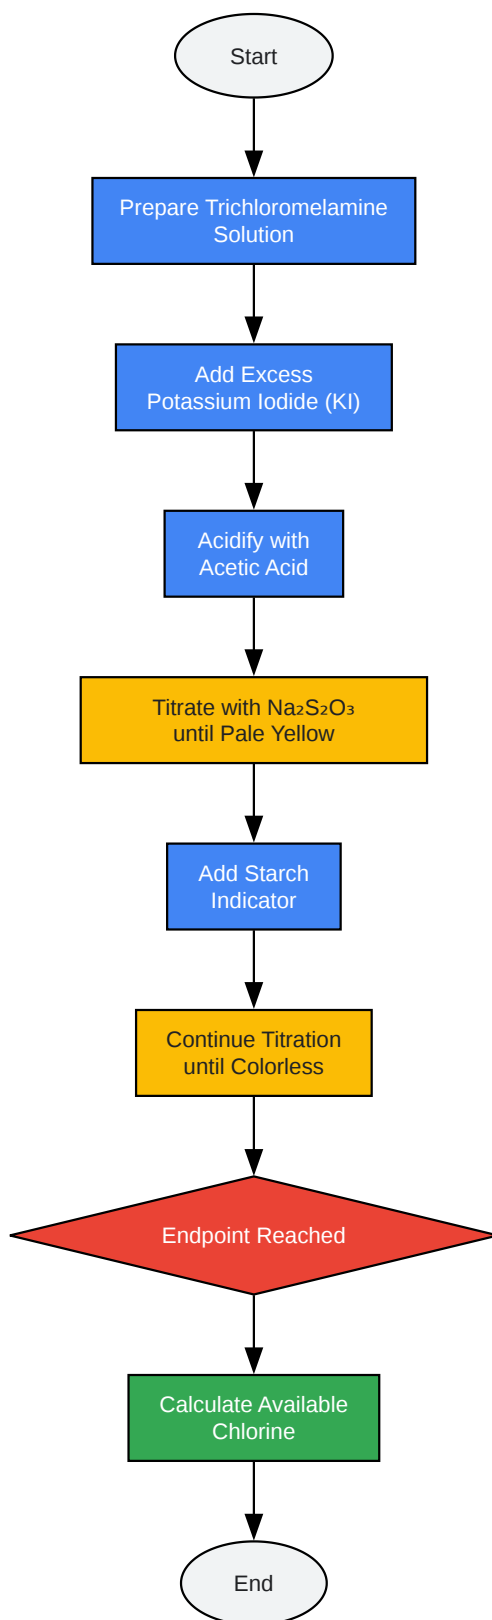 Start
Prepare Trichloromelamine
Solution
Add Excess
Potassium Iodide (KI)
Acidify with
Acetic Acid
Titrate with Na₂S₂O₃
until Pale Yellow
Add Starch
Indicator
Continue Titration
until Colorless
Endpoint Reached
Calculate Available
Chlorine
End